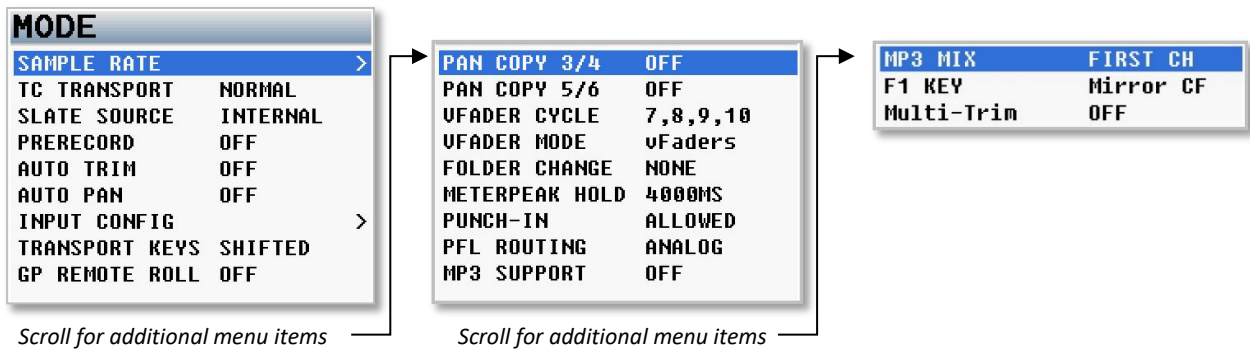 MODE
SAMPLE RATE >
TC TRANSPORT NORMAL
SLATE SOURCE INTERNAL
PRERECORD OFF
AUTO TRIM OFF
AUTO PAN OFF
INPUT CONFIG >
TRANSPORT KEYS SHIFTED
GP REMOTE ROLL OFF
Scroll for additional menu items
PAN COPY 3/4 OFF
PAN COPY 5/6 OFF
VFADER CYCLE 7,8,9,10
VFADER MODE vFaders
FOLDER CHANGE NONE
METERPEAK HOLD 4000MS
PUNCH-IN ALLOWED
PFL ROUTING ANALOG
MP3 SUPPORT OFF
Scroll for additional menu items
MP3 MIX FIRST CH
F1 KEY Mirror CF
Multi-Trim OFF